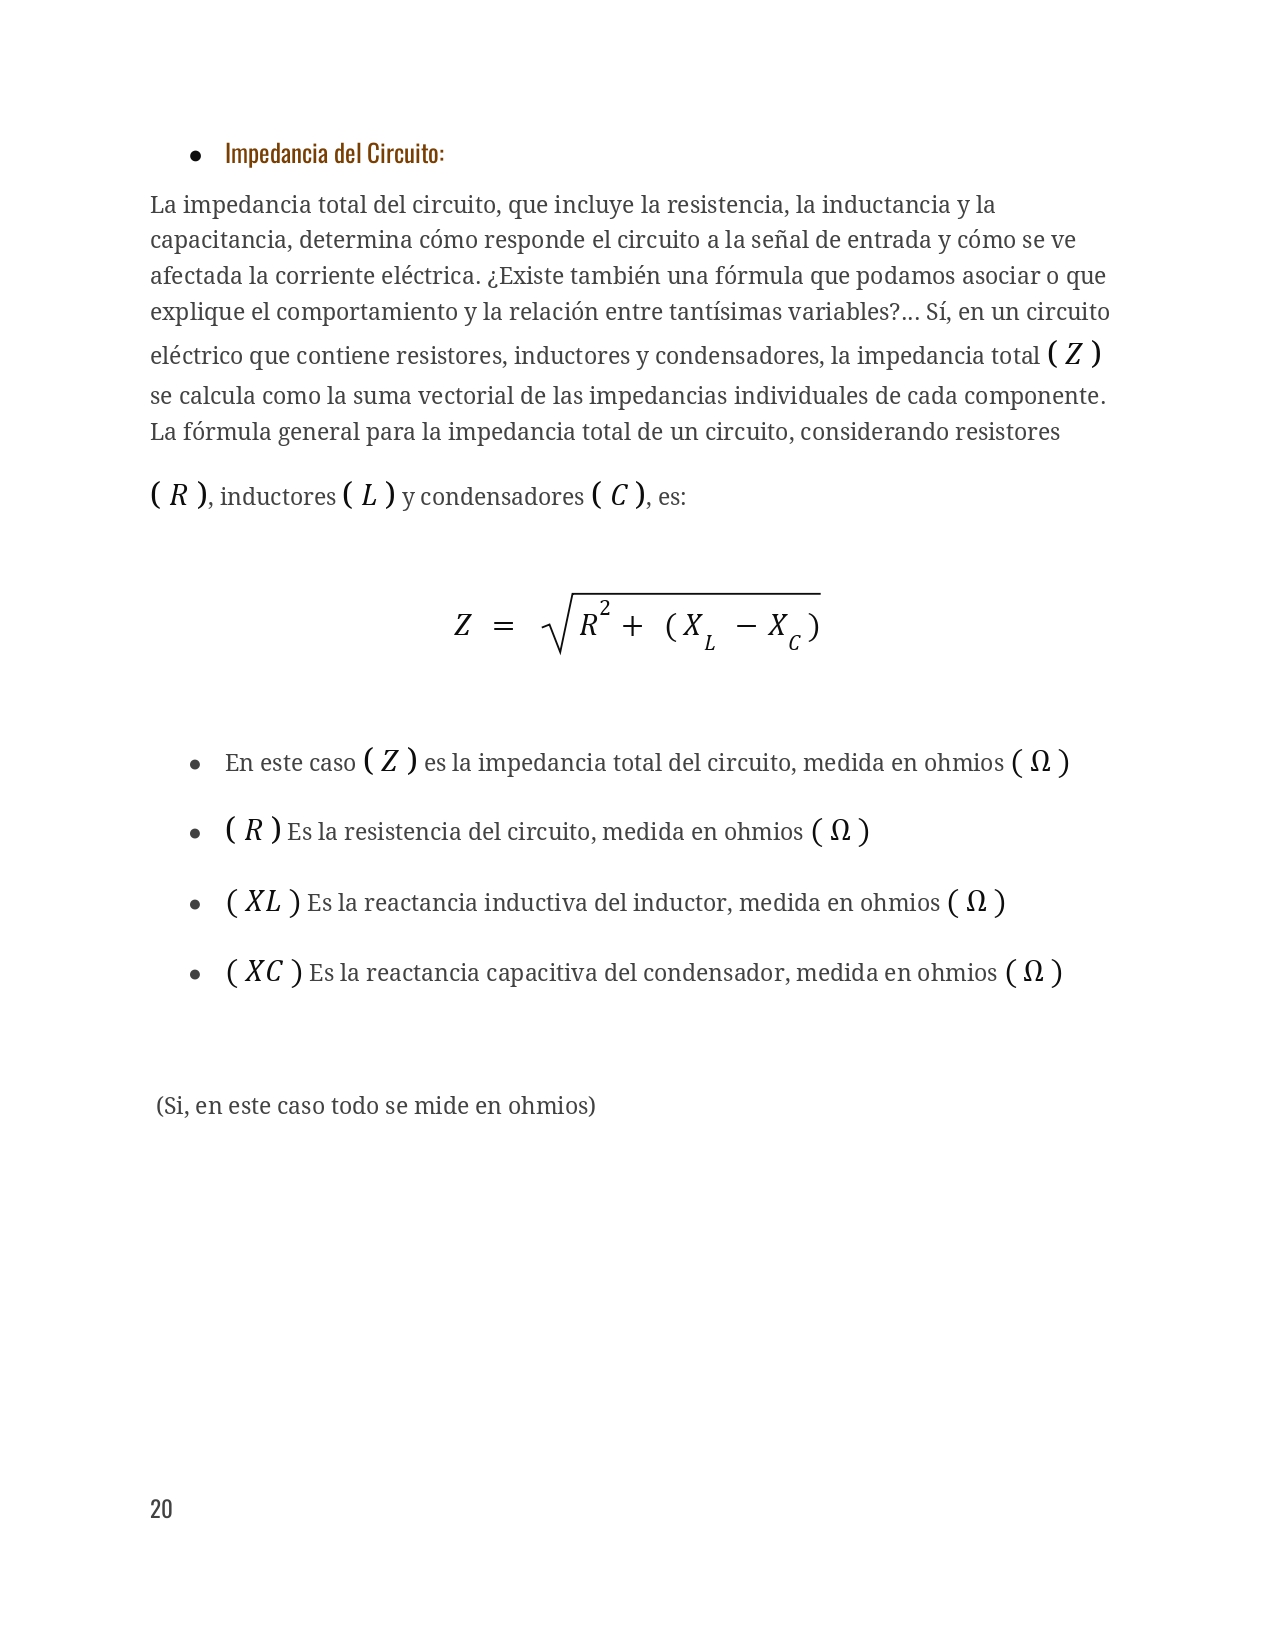 ● Impedancia del Circuito:
La impedancia total del circuito, que incluye la resistencia, la inductancia y la
capacitancia, determina cómo responde el circuito a la señal de entrada y cómo se ve
afectada la corriente eléctrica. ¿Existe también una fórmula que podamos asociar o que
explique el comportamiento y la relación entre tantísimas variables?... Sí, en un circuito
eléctrico que contiene resistores, inductores y condensadores, la impedancia total ( Z )
se calcula como la suma vectorial de las impedancias individuales de cada componente.
La fórmula general para la impedancia total de un circuito, considerando resistores
( R ), inductores ( L ) y condensadores ( C ), es:
Z = √(R² + ( X_L − X_C ))
● En este caso ( Z ) es la impedancia total del circuito, medida en ohmios ( Ω )
● ( R ) Es la resistencia del circuito, medida en ohmios ( Ω )
● ( XL ) Es la reactancia inductiva del inductor, medida en ohmios ( Ω )
● ( XC ) Es la reactancia capacitiva del condensador, medida en ohmios ( Ω )
(Si, en este caso todo se mide en ohmios)
20